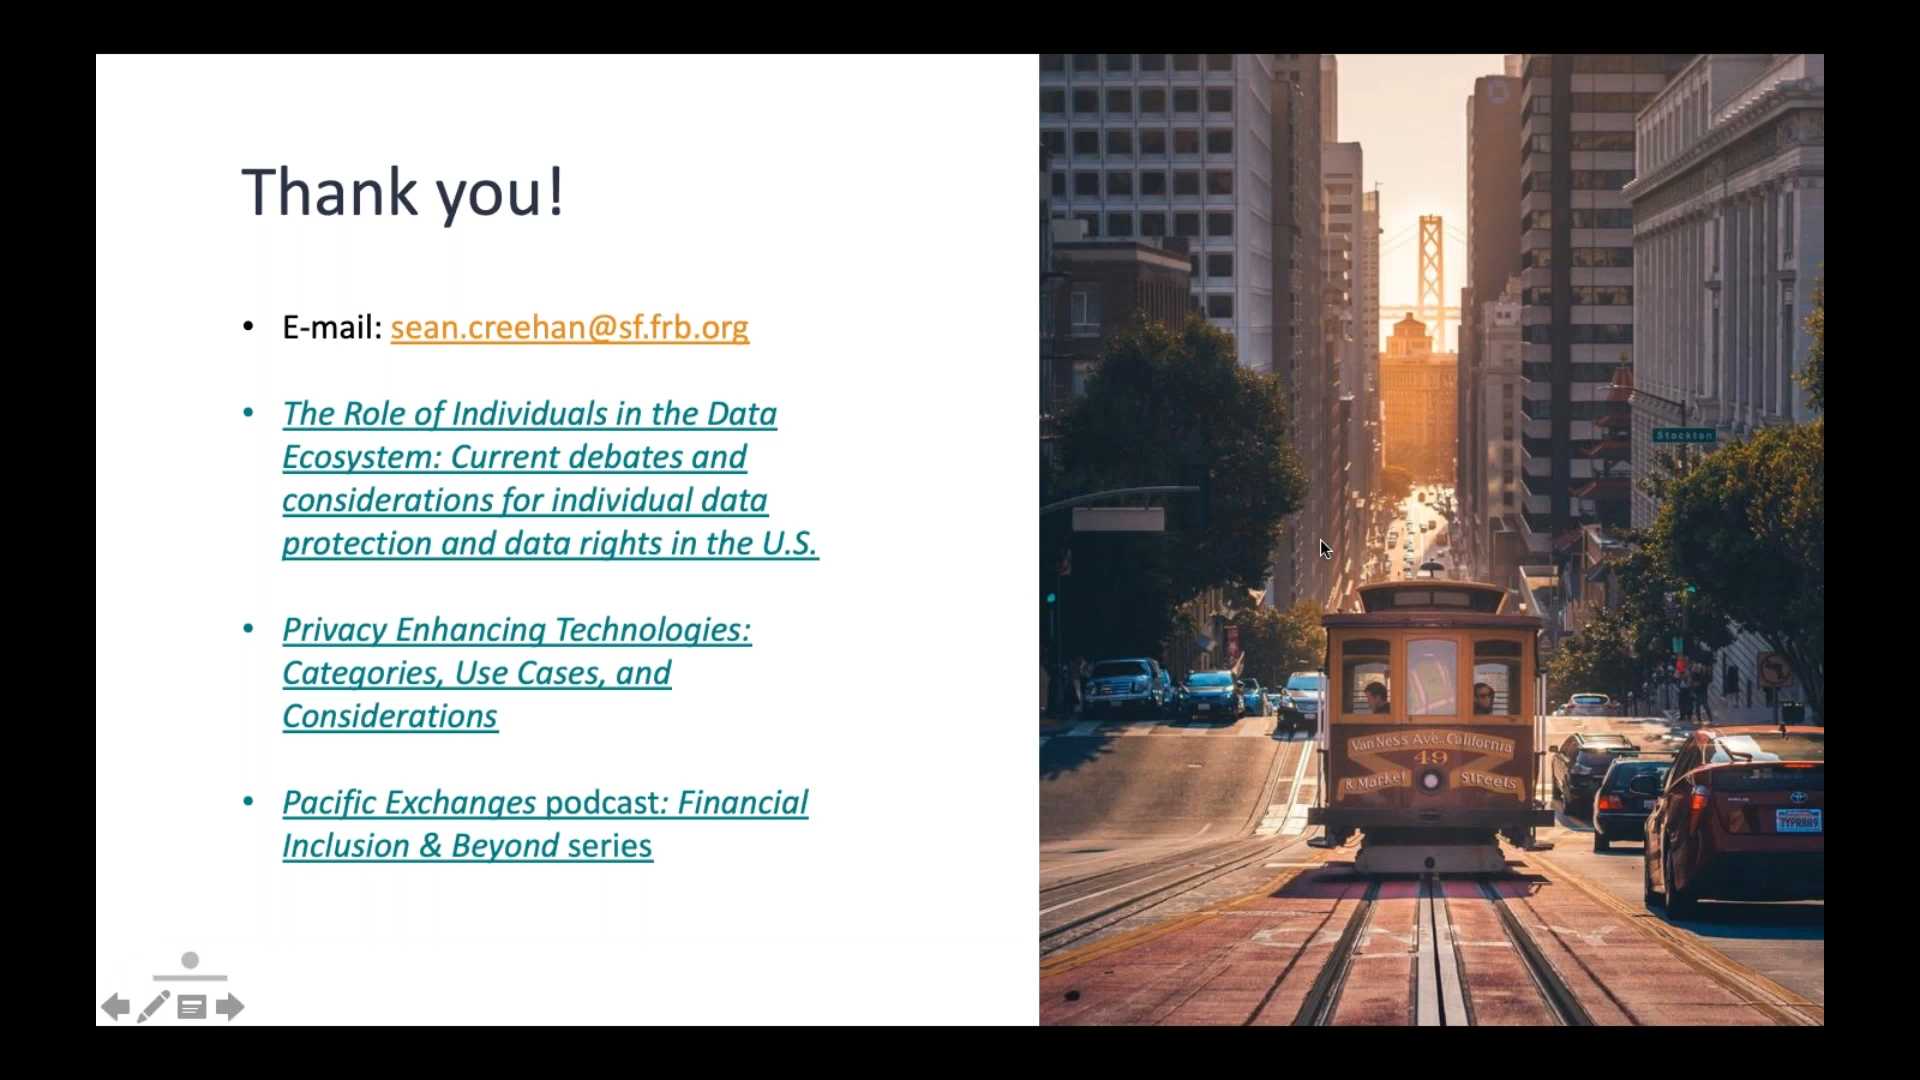 Thank you!
• E-mail: sean.creehan@sf.frb.org
• The Role of Individuals in the Data
Ecosystem: Current debates and
considerations for individual data
protection and data rights in the U.S.
• Privacy Enhancing Technologies:
Categories, Use Cases, and
Considerations
• Pacific Exchanges podcast: Financial
Inclusion & Beyond series
Stockton
Van Ness Ave. California
49
& Market Streets
7YPR889